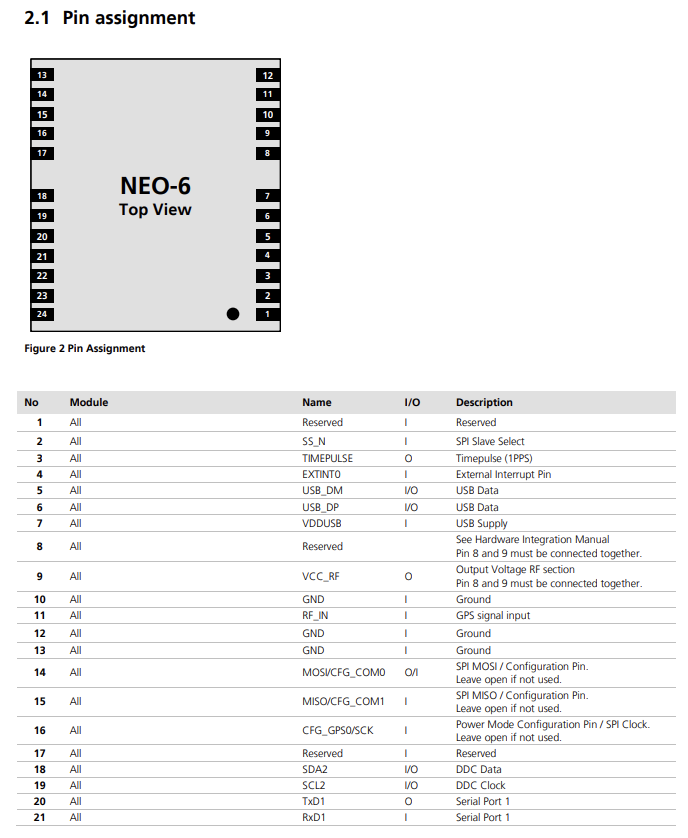 2.1 Pin assignment
13
12
14
11
15
10
16
9
17
8
NEO-6
Top View
18
7
19
6
20
5
21
4
22
3
23
2
24
1
Figure 2 Pin Assignment
No Module Name I/O Description
1 All Reserved I Reserved
2 All SS_N I SPI Slave Select
3 All TIMEPULSE O Timepulse (1PPS)
4 All EXTINT0 I External Interrupt Pin
5 All USB_DM I/O USB Data
6 All USB_DP I/O USB Data
7 All VDDUSB I USB Supply
8 All Reserved See Hardware Integration Manual
Pin 8 and 9 must be connected together.
9 All VCC_RF O Output Voltage RF section
Pin 8 and 9 must be connected together.
10 All GND I Ground
11 All RF_IN I GPS signal input
12 All GND I Ground
13 All GND I Ground
14 All MOSI/CFG_COM0 O/I SPI MOSI / Configuration Pin.
Leave open if not used.
15 All MISO/CFG_COM1 I SPI MISO / Configuration Pin.
Leave open if not used.
16 All CFG_GPS0/SCK I Power Mode Configuration Pin / SPI Clock.
Leave open if not used.
17 All Reserved I Reserved
18 All SDA2 I/O DDC Data
19 All SCL2 I/O DDC Clock
20 All TxD1 O Serial Port 1
21 All RxD1 I Serial Port 1